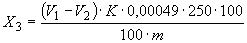 X₃ = (V₁ − V₂) · K · 0,00049 · 250 · 100 / 100 · m